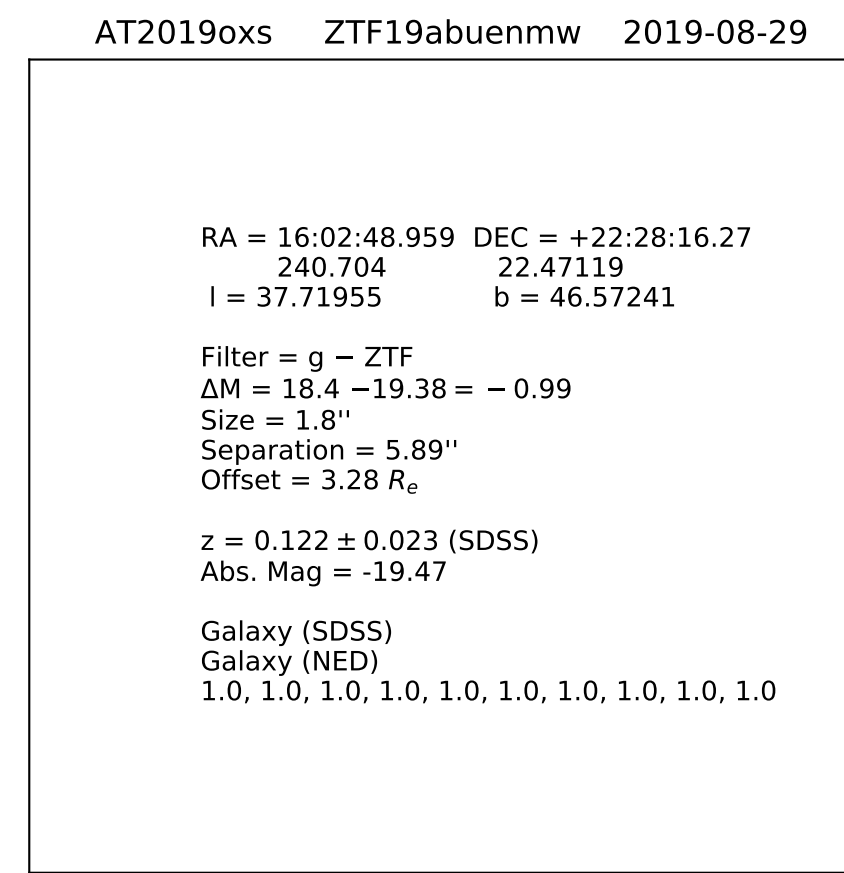 AT2019oxs ZTF19abuenmw 2019-08-29
RA = 16:02:48.959 DEC = +22:28:16.27
240.704 22.47119
l = 37.71955 b = 46.57241
Filter = g − ZTF
ΔM = 18.4 −19.38 = − 0.99
Size = 1.8''
Separation = 5.89''
Offset = 3.28 Re
z = 0.122 ± 0.023 (SDSS)
Abs. Mag = -19.47
Galaxy (SDSS)
Galaxy (NED)
1.0, 1.0, 1.0, 1.0, 1.0, 1.0, 1.0, 1.0, 1.0, 1.0